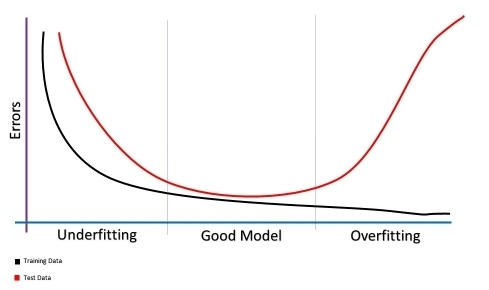 Errors
Underfitting
Good Model
Overfitting
Training Data
Test Data